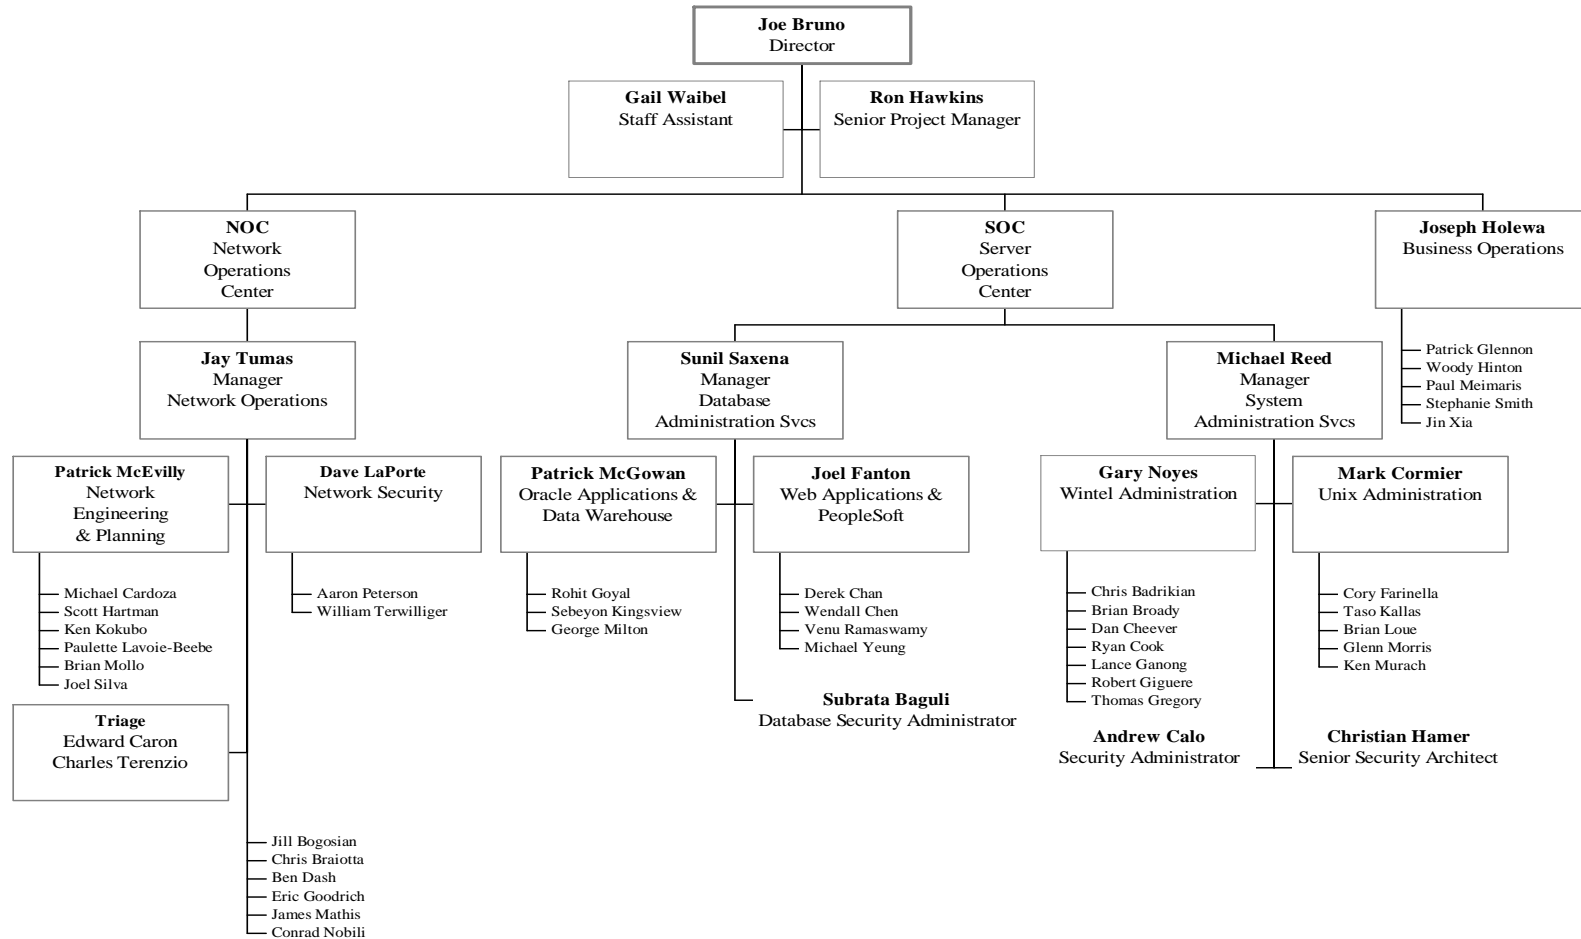 Joe Bruno
Director
Gail Waibel
Staff Assistant
Ron Hawkins
Senior Project Manager
NOC
Network
Operations
Center
SOC
Server
Operations
Center
Joseph Holewa
Business Operations
Patrick Glennon
Woody Hinton
Paul Meimaris
Stephanie Smith
Jin Xia
Jay Tumas
Manager
Network Operations
Sunil Saxena
Manager
Database
Administration Svcs
Michael Reed
Manager
System
Administration Svcs
Patrick McEvilly
Network
Engineering
& Planning
Michael Cardoza
Scott Hartman
Ken Kokubo
Paulette Lavoie-Beebe
Brian Mollo
Joel Silva
Dave LaPorte
Network Security
Aaron Peterson
William Terwilliger
Triage
Edward Caron
Charles Terenzio
Jill Bogosian
Chris Braiotta
Ben Dash
Eric Goodrich
James Mathis
Conrad Nobili
Patrick McGowan
Oracle Applications &
Data Warehouse
Rohit Goyal
Sebeyon Kingsview
George Milton
Joel Fanton
Web Applications &
PeopleSoft
Derek Chan
Wendall Chen
Venu Ramaswamy
Michael Yeung
Subrata Baguli
Database Security Administrator
Gary Noyes
Wintel Administration
Chris Badrikian
Brian Broady
Dan Cheever
Ryan Cook
Lance Ganong
Robert Giguere
Thomas Gregory
Mark Cormier
Unix Administration
Cory Farinella
Taso Kallas
Brian Loue
Glenn Morris
Ken Murach
Andrew Calo
Security Administrator
Christian Hamer
Senior Security Architect